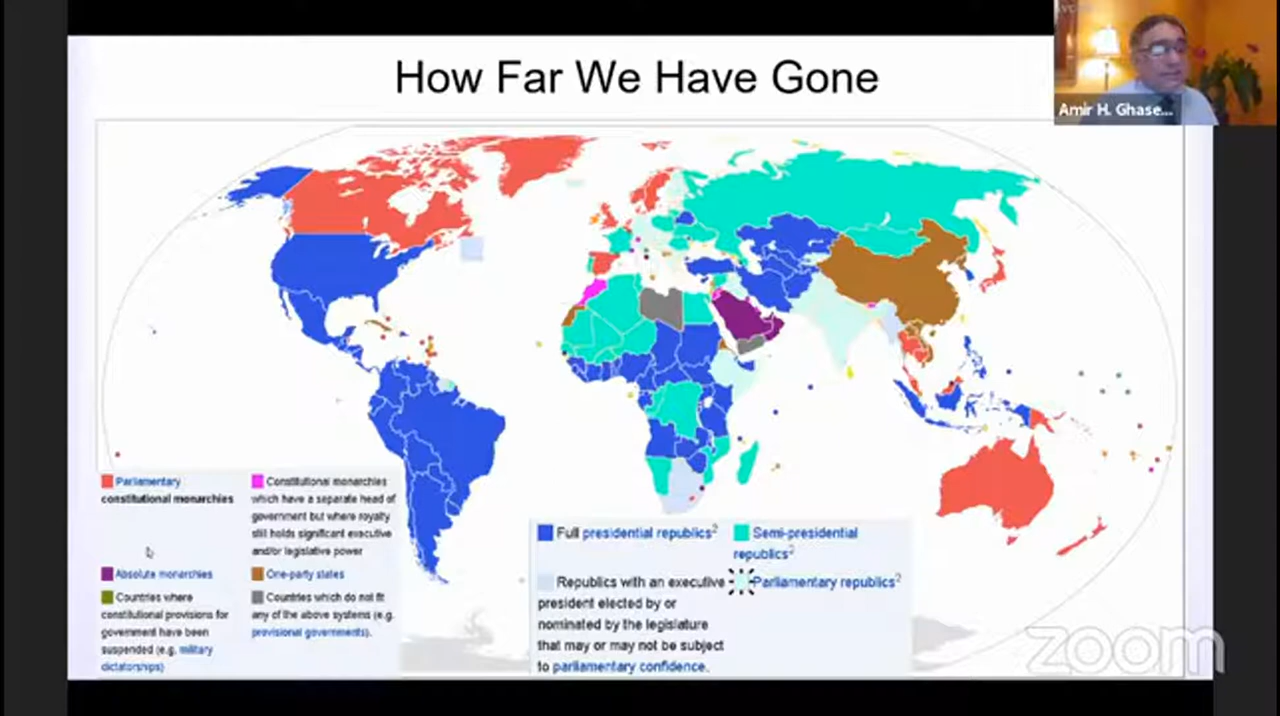 How Far We Have Gone
Amir H. Ghase...
Parliamentary
constitutional monarchies
Constitutional monarchies
which have a separate head of
government but where royalty
still holds significant executive
and/or legislative power
Absolute monarchies
One-party states
Countries where
constitutional provisions for
government have been
suspended (e.g. military
dictatorships)
Countries which do not fit
any of the above systems (e.g.
provisional governments).
Full presidential republics2
Semi-presidential
republics2
Republics with an executive
president elected by or
nominated by the legislature
that may or may not be subject
to parliamentary confidence.
Parliamentary republics2
zoom